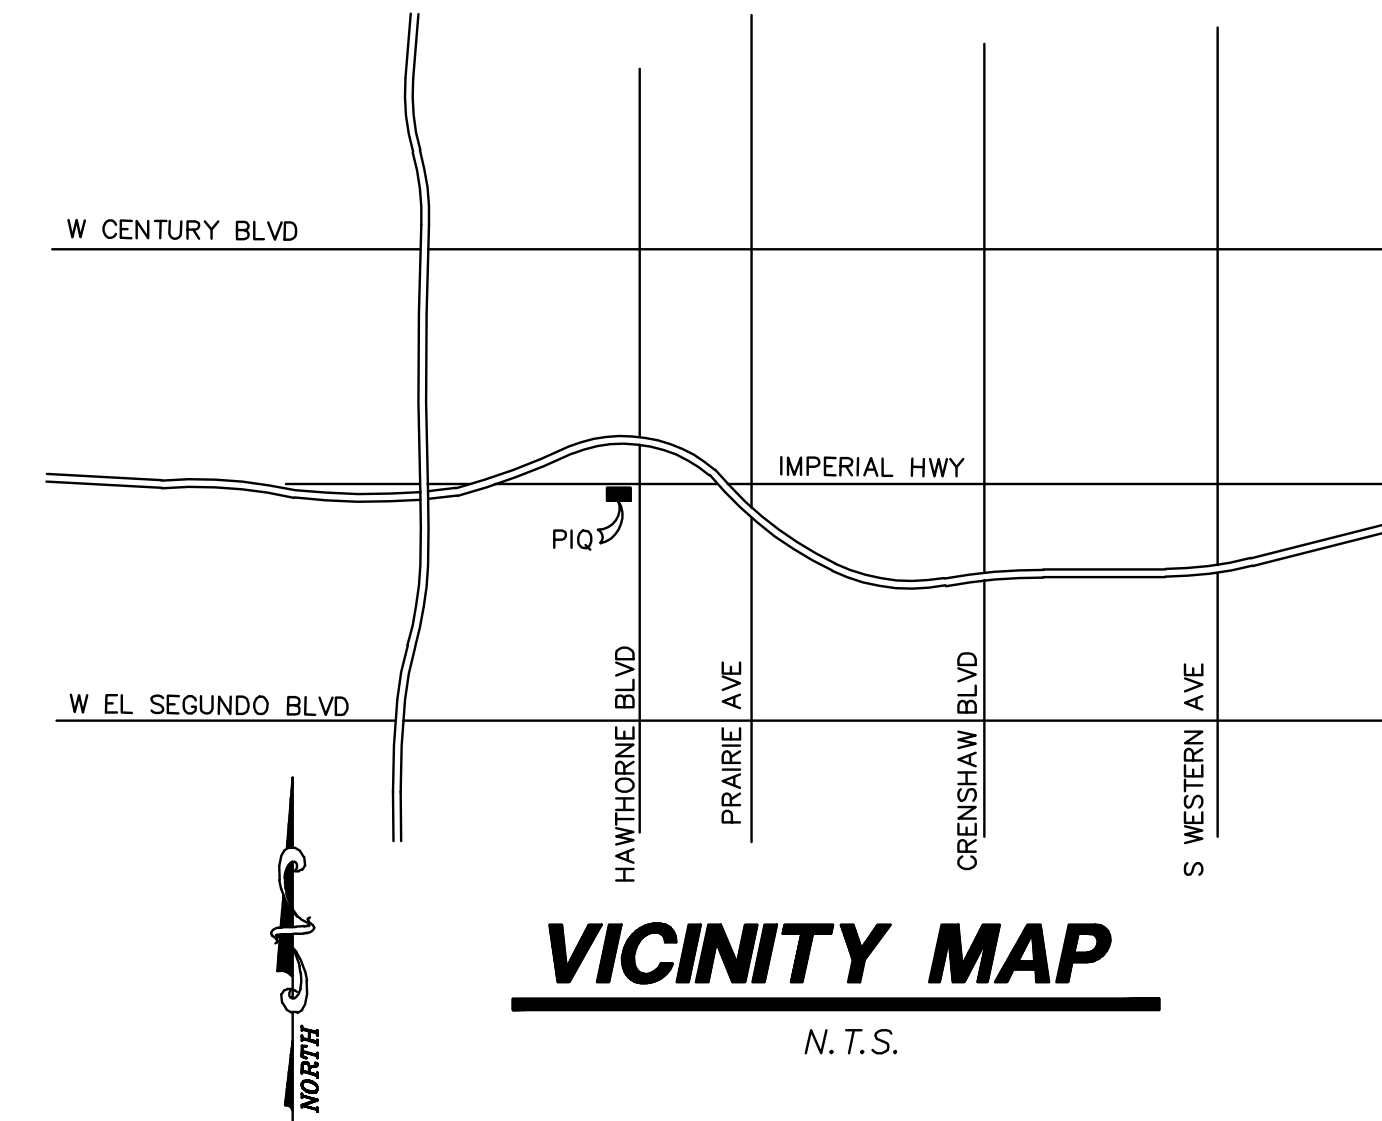 W CENTURY BLVD
IMPERIAL HWY
PIQ
W EL SEGUNDO BLVD
HAWTHORNE BLVD
PRAIRIE AVE
CRENSHAW BLVD
S WESTERN AVE
VICINITY MAP
N.T.S.
NORTH